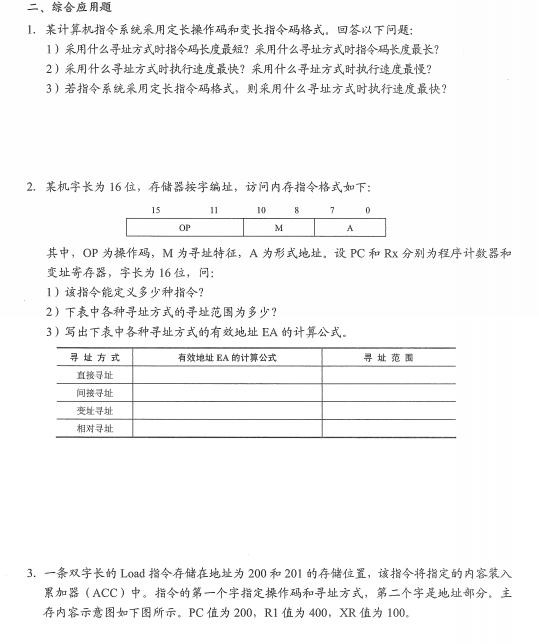 二、综合应用题
1. 某计算机指令系统采用定长操作码和变长指令码格式。回答以下问题：
1）采用什么寻址方式时指令码长度最短？采用什么寻址方式时指令码长度最长？
2）采用什么寻址方式时执行速度最快？采用什么寻址方式时执行速度最慢？
3）若指令系统采用定长指令码格式，则采用什么寻址方式时执行速度最快？
2. 某机字长为 16 位，存储器按字编址，访问内存指令格式如下：
15 11 10 8 7 0
OP M A
其中，OP 为操作码，M 为寻址特征，A 为形式地址。设 PC 和 Rx 分别为程序计数器和
变址寄存器，字长为 16 位，问：
1）该指令能定义多少种指令？
2）下表中各种寻址方式的寻址范围为多少？
3）写出下表中各种寻址方式的有效地址 EA 的计算公式。
寻址方式 有效地址 EA 的计算公式 寻址范围
直接寻址
间接寻址
变址寻址
相对寻址
3. 一条双字长的 Load 指令存储在地址为 200 和 201 的存储位置，该指令将指定的内容装入
累加器（ACC）中。指令的第一个字指定操作码和寻址方式，第二个字是地址部分。主
存内容示意图如下图所示。PC 值为 200，R1 值为 400，XR 值为 100。